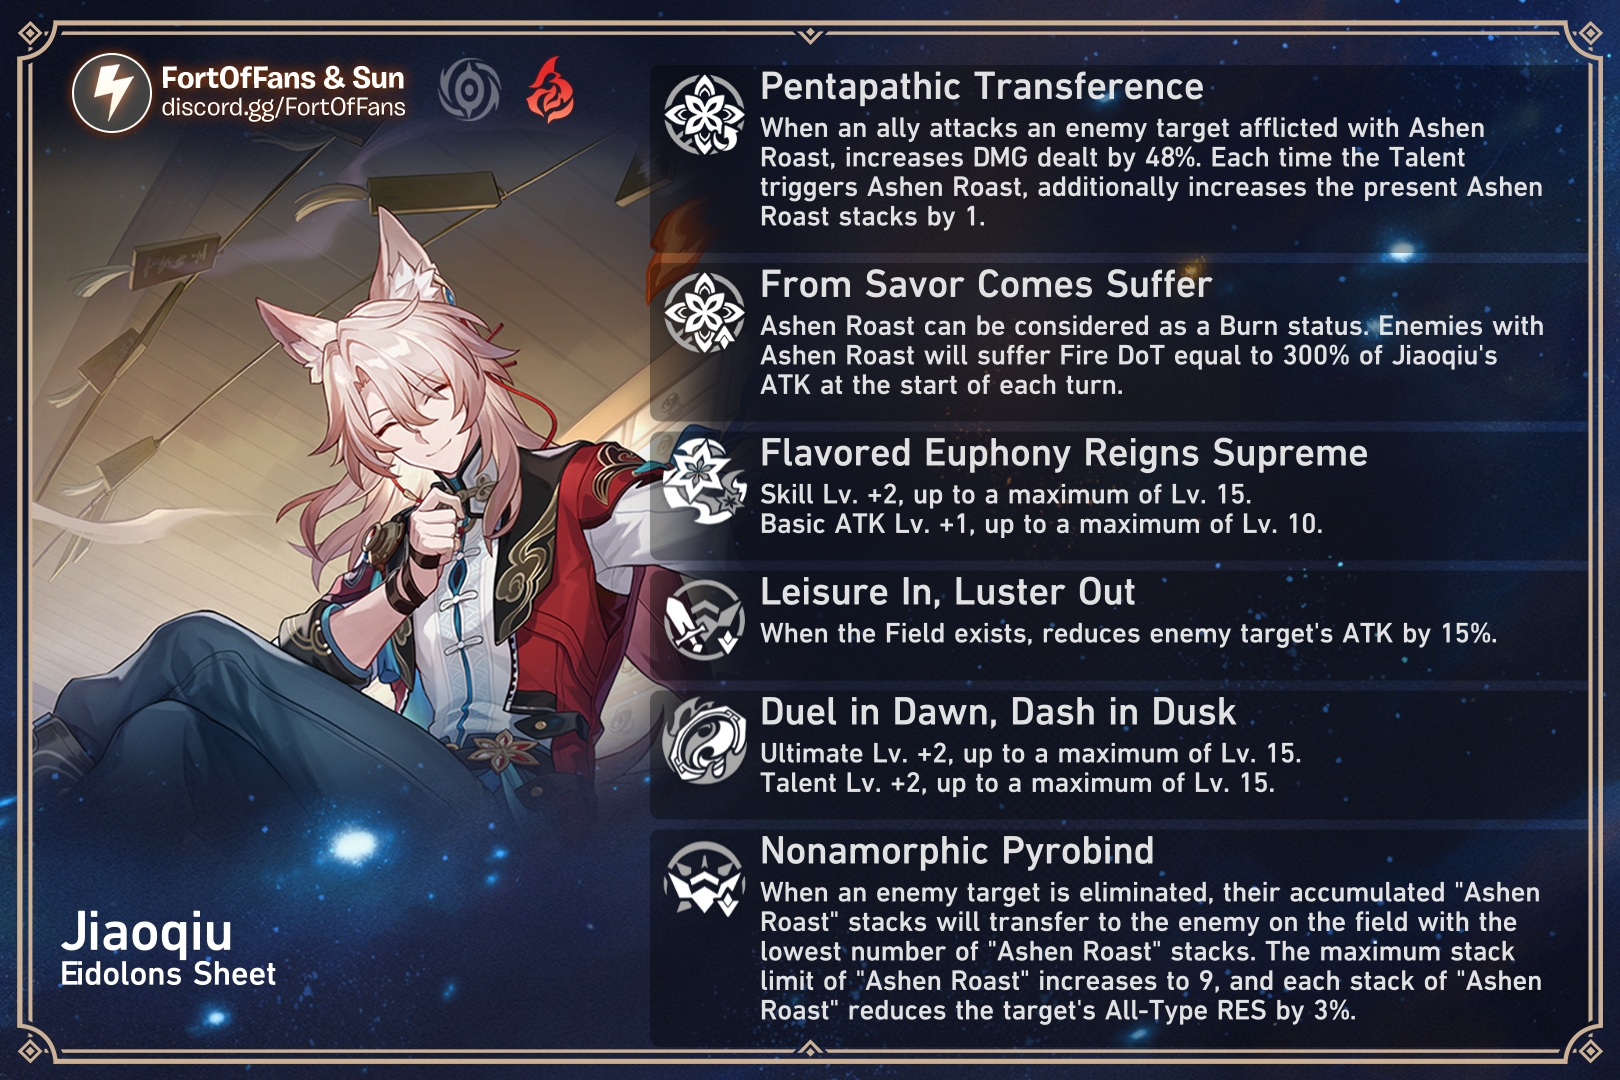 FortOfFans & Sun
discord.gg/FortOfFans
Pentapathic Transference
When an ally attacks an enemy target afflicted with Ashen
Roast, increases DMG dealt by 48%. Each time the Talent
triggers Ashen Roast, additionally increases the present Ashen
Roast stacks by 1.
From Savor Comes Suffer
Ashen Roast can be considered as a Burn status. Enemies with
Ashen Roast will suffer Fire DoT equal to 300% of Jiaoqiu's
ATK at the start of each turn.
Flavored Euphony Reigns Supreme
Skill Lv. +2, up to a maximum of Lv. 15.
Basic ATK Lv. +1, up to a maximum of Lv. 10.
Leisure In, Luster Out
When the Field exists, reduces enemy target's ATK by 15%.
Duel in Dawn, Dash in Dusk
Ultimate Lv. +2, up to a maximum of Lv. 15.
Talent Lv. +2, up to a maximum of Lv. 15.
Nonamorphic Pyrobind
When an enemy target is eliminated, their accumulated "Ashen
Roast" stacks will transfer to the enemy on the field with the
lowest number of "Ashen Roast" stacks. The maximum stack
limit of "Ashen Roast" increases to 9, and each stack of "Ashen
Roast" reduces the target's All-Type RES by 3%.
Jiaoqiu
Eidolons Sheet